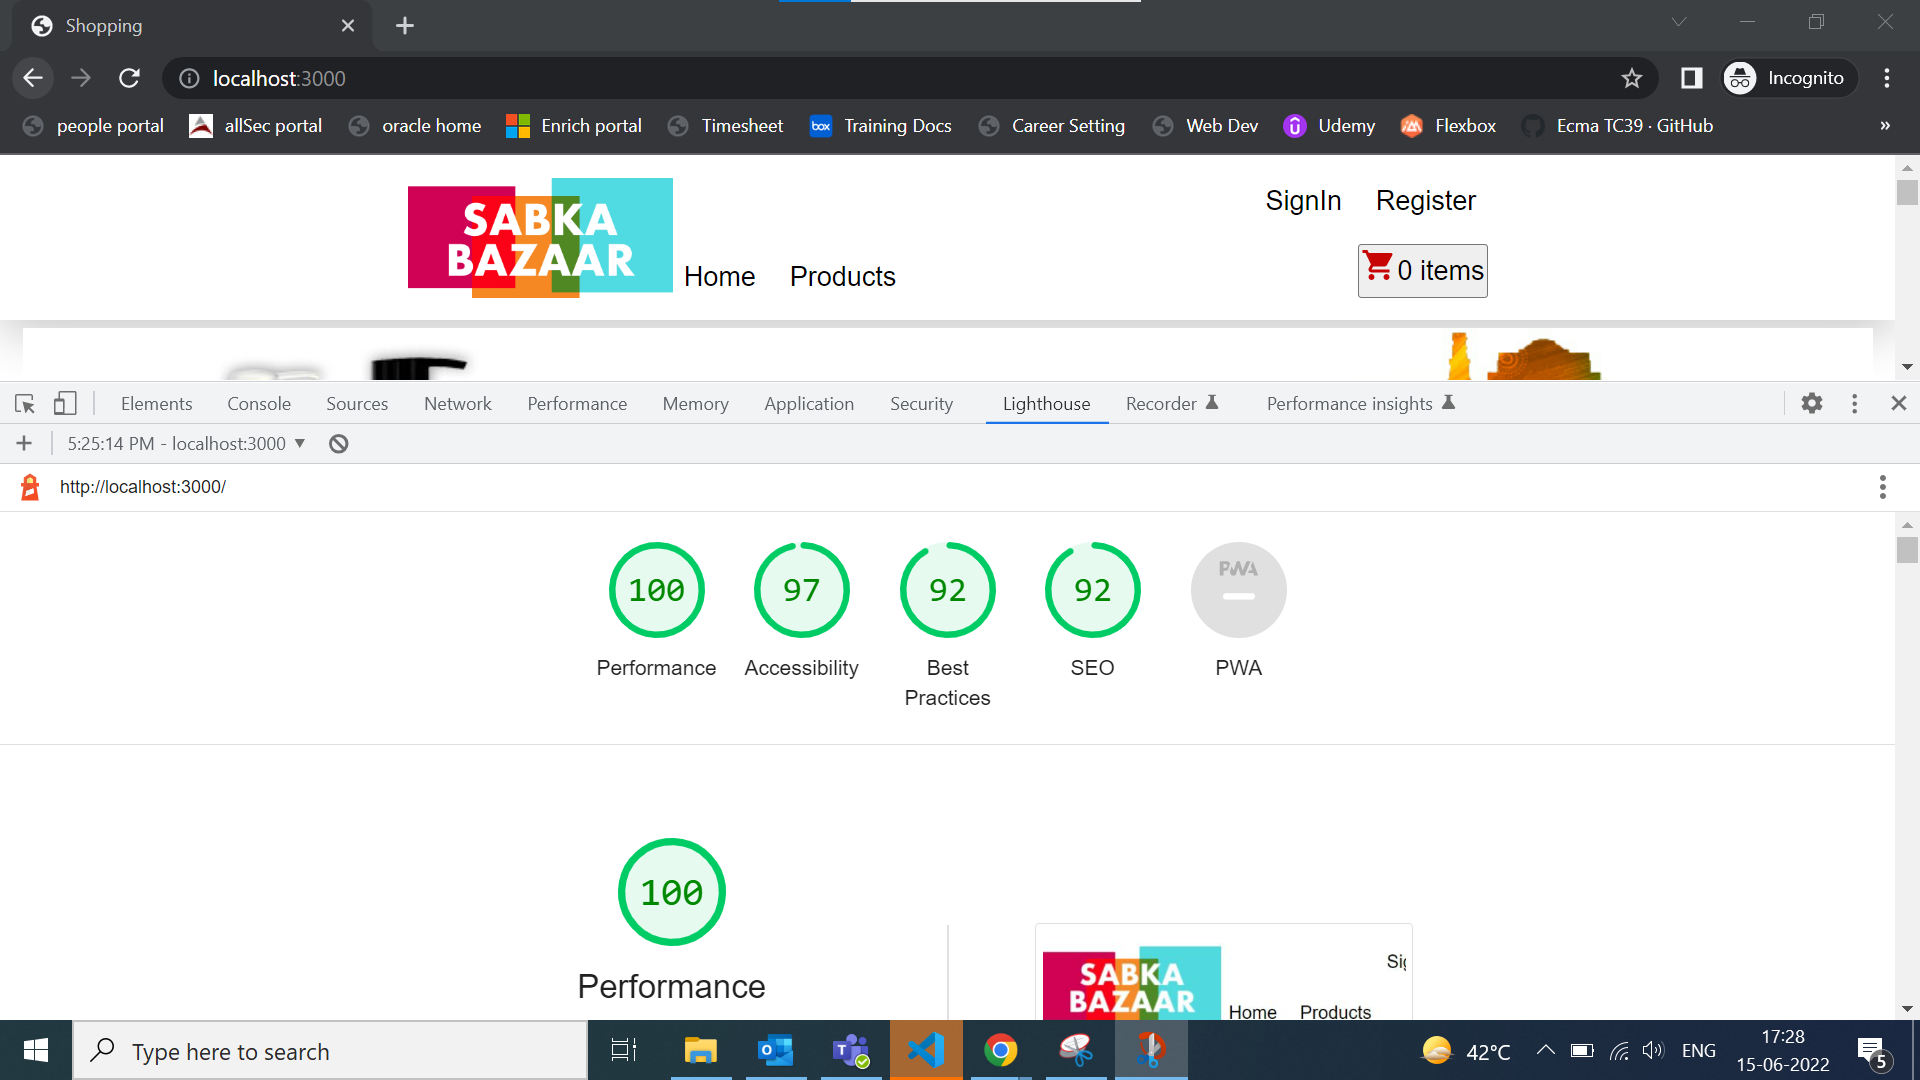 Shopping
localhost:3000
Incognito
people portal allSec portal oracle home Enrich portal Timesheet box Training Docs Career Setting Web Dev Udemy Flexbox Ecma TC39 · GitHub »
SABKA
BAZAAR
Home Products
SignIn Register
0 items
Elements Console Sources Network Performance Memory Application Security Lighthouse Recorder Performance insights
5:25:14 PM - localhost:3000
http://localhost:3000/
100 97 92 92 PWA
Performance Accessibility Best Practices SEO PWA
100
Performance
SABKA
BAZAAR
Home Products
Type here to search
42°C ENG
17:28
15-06-2022
5